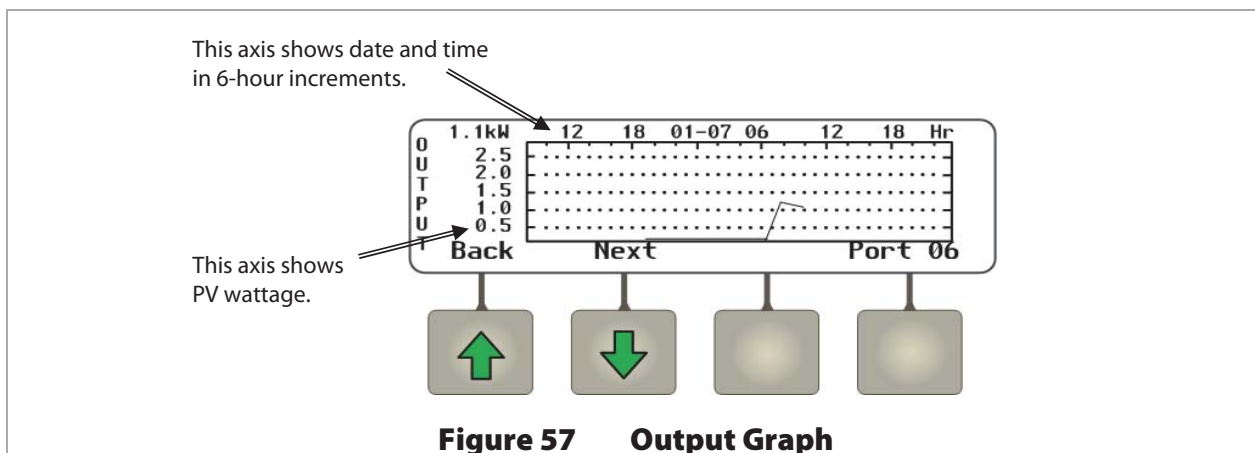 This axis shows date and time
in 6-hour increments.
1.1kW 12 18 01-07 06 12 18 Hr
OUTPUT
2.5
2.0
1.5
1.0
0.5
This axis shows
PV wattage.
Back Next Port 06
Figure 57 Output Graph